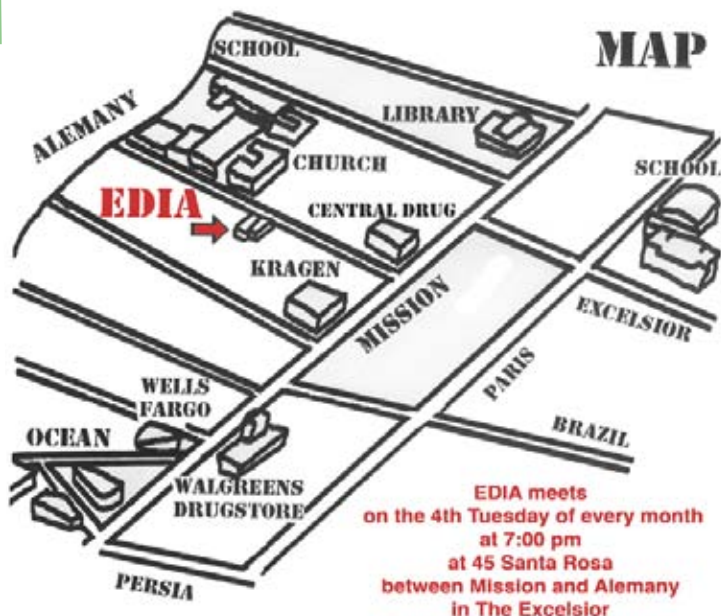 MAP
SCHOOL
ALEMANY
LIBRARY
CHURCH
SCHOOL
EDIA
CENTRAL DRUG
KRAGEN
MISSION
EXCELSIOR
PARIS
WELLS
FARGO
BRAZIL
OCEAN
WALGREENS
DRUGSTORE
PERSIA
EDIA meets
on the 4th Tuesday of every month
at 7:00 pm
at 45 Santa Rosa
between Mission and Alemany
in The Excelsior